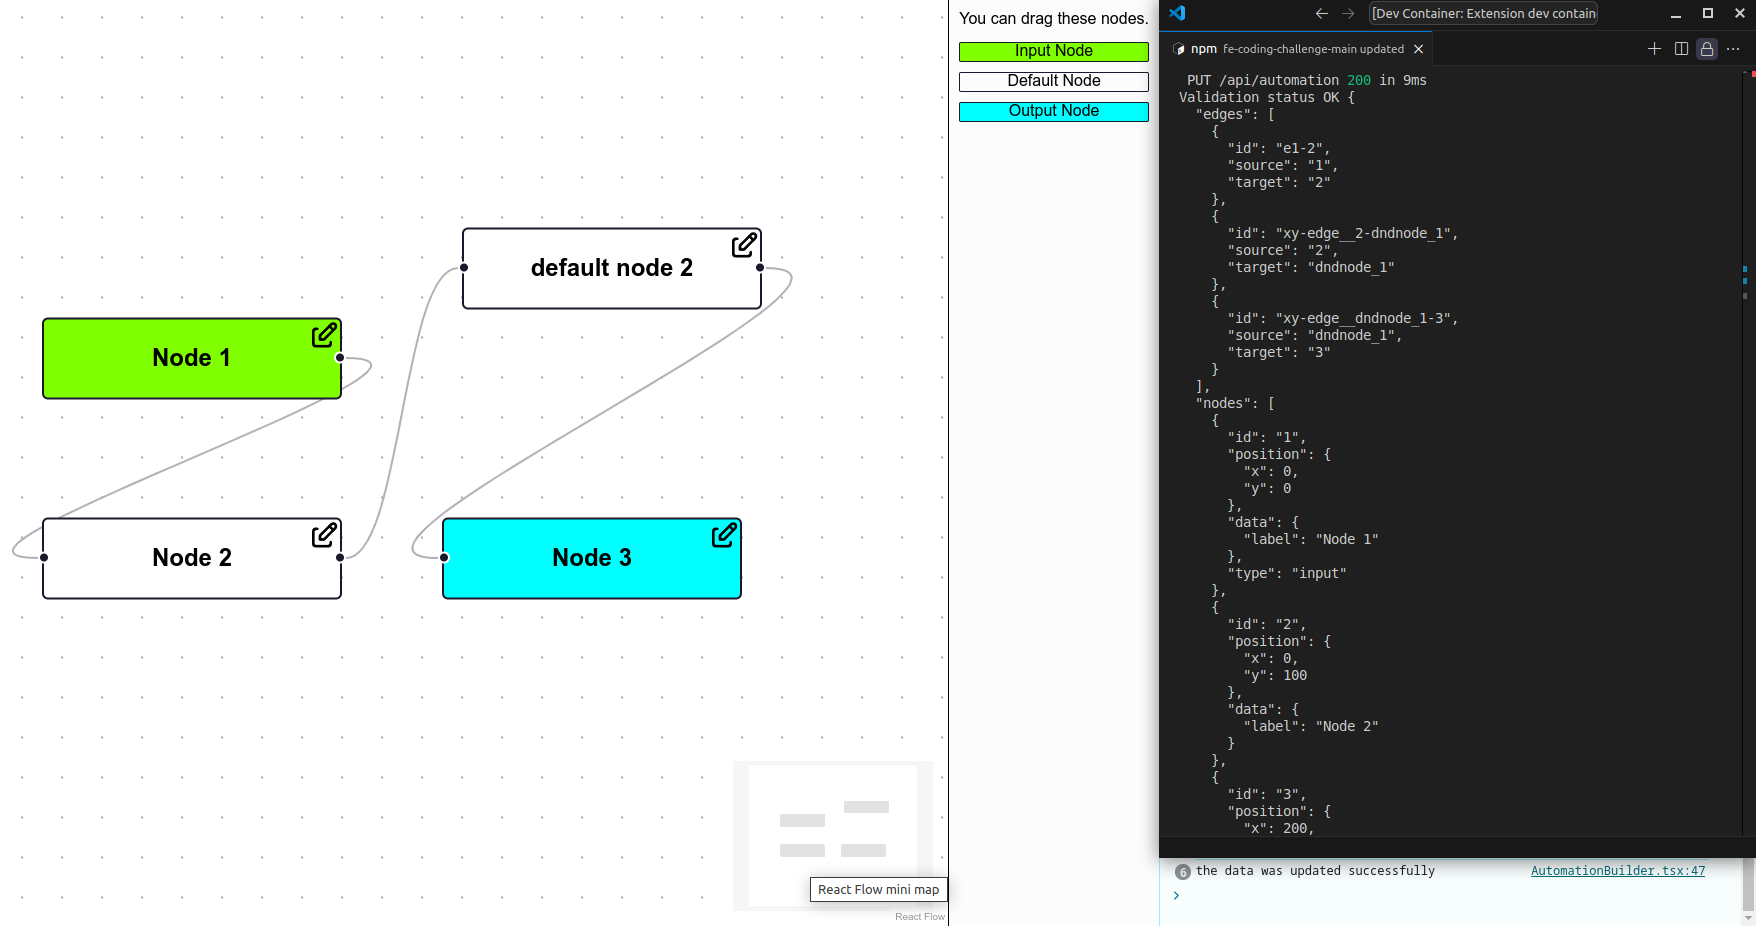 default node 2
Node 1
Node 2
Node 3
React Flow mini map
React Flow
You can drag these nodes.
Input Node
Default Node
Output Node
[Dev Container: Extension dev contain
npm fe-coding-challenge-main updated
PUT /api/automation 200 in 9ms
Validation status OK {
"edges": [
{
"id": "e1-2",
"source": "1",
"target": "2"
},
{
"id": "xy-edge__2-dndnode_1",
"source": "2",
"target": "dndnode_1"
},
{
"id": "xy-edge__dndnode_1-3",
"source": "dndnode_1",
"target": "3"
}
],
"nodes": [
{
"id": "1",
"position": {
"x": 0,
"y": 0
},
"data": {
"label": "Node 1"
},
"type": "input"
},
{
"id": "2",
"position": {
"x": 0,
"y": 100
},
"data": {
"label": "Node 2"
}
},
{
"id": "3",
"position": {
"x": 200,
6 the data was updated successfully AutomationBuilder.tsx:47